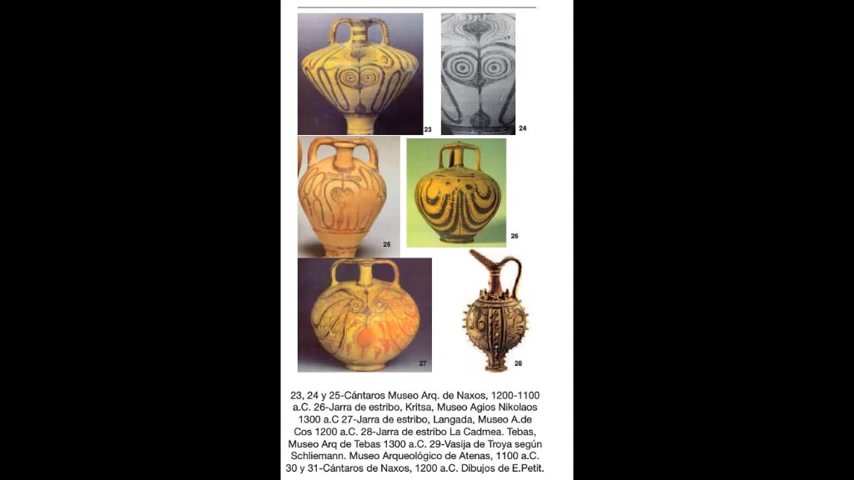 23
24
25
26
27
28
23, 24 y 25-Cántaros Museo Arq. de Naxos, 1200-1100
a.C. 26-Jarra de estribo, Kritsa, Museo Agios Nikolaos
1300 a.C 27-Jarra de estribo, Langada, Museo A.de
Cos 1200 a.C. 28-Jarra de estribo La Cadmea. Tebas,
Museo Arq de Tebas 1300 a.C. 29-Vasija de Troya según
Schliemann. Museo Arqueológico de Atenas, 1100 a.C.
30 y 31-Cántaros de Naxos, 1200 a.C. Dibujos de E.Petit.